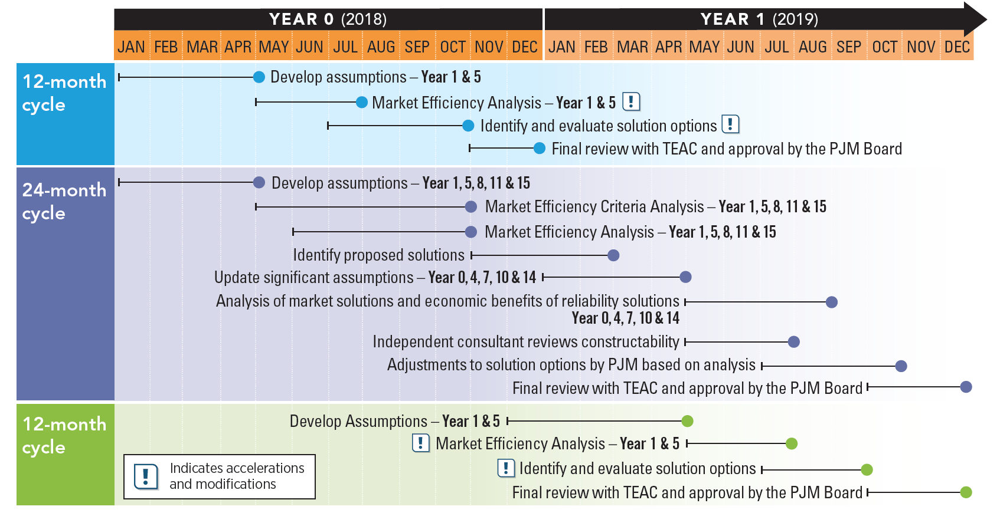 YEAR 0 (2018) YEAR 1 (2019)
JAN FEB MAR APR MAY JUN JUL AUG SEP OCT NOV DEC JAN FEB MAR APR MAY JUN JUL AUG SEP OCT NOV DEC
12-month
cycle
Develop assumptions – Year 1 & 5
Market Efficiency Analysis – Year 1 & 5 !
Identify and evaluate solution options !
Final review with TEAC and approval by the PJM Board
24-month
cycle
Develop assumptions – Year 1, 5, 8, 11 & 15
Market Efficiency Criteria Analysis – Year 1, 5, 8, 11 & 15
Market Efficiency Analysis – Year 1, 5, 8, 11 & 15
Identify proposed solutions
Update significant assumptions – Year 0, 4, 7, 10 & 14
Analysis of market solutions and economic benefits of reliability solutions
Year 0, 4, 7, 10 & 14
Independent consultant reviews constructability
Adjustments to solution options by PJM based on analysis
Final review with TEAC and approval by the PJM Board
12-month
cycle
Develop Assumptions – Year 1 & 5
! Market Efficiency Analysis – Year 1 & 5
! Identify and evaluate solution options
Final review with TEAC and approval by the PJM Board
! Indicates accelerations
and modifications